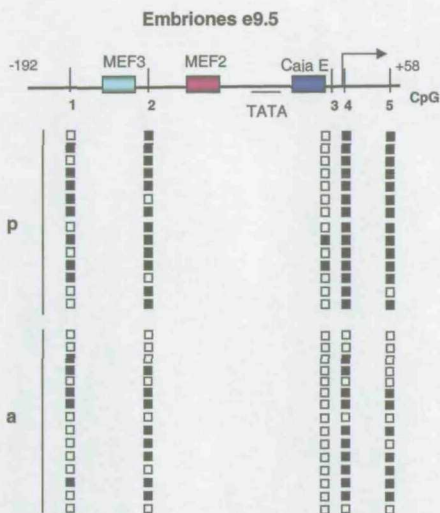 Embriones e9.5
-192 MEF3 MEF2 Caja E +58
1 2 TATA 3 4 5 CpG
p
a